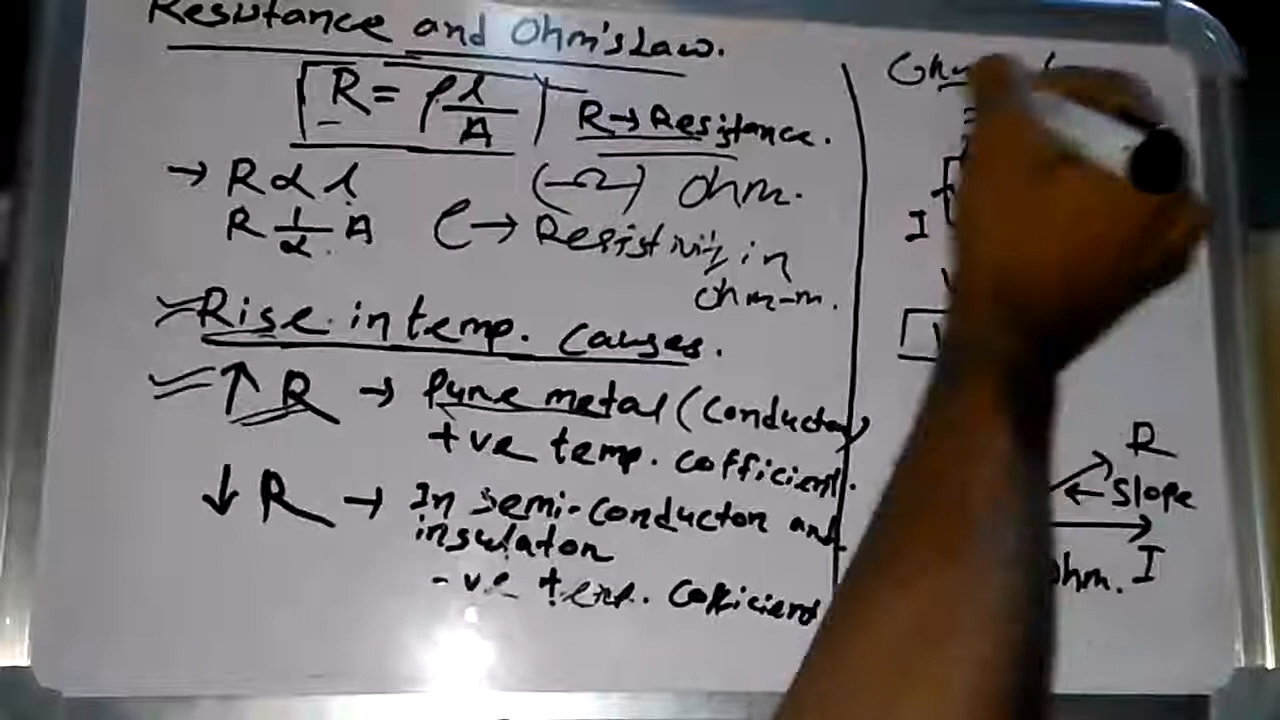 Resistance and Ohm's Law.
R = ρ l / A
R → Resistance.
(Ω) Ohm.
→ R α l
R 1/α A
ρ → Resistivity in
ohm-m.
Rise in temp. causes.
↑ R → Pure metal (Conductor)
+ve temp. cofficient.
↓ R → In semi-conductor and
insulator
-ve temp. Cofficient
I
R
← Slope
I
ohm.